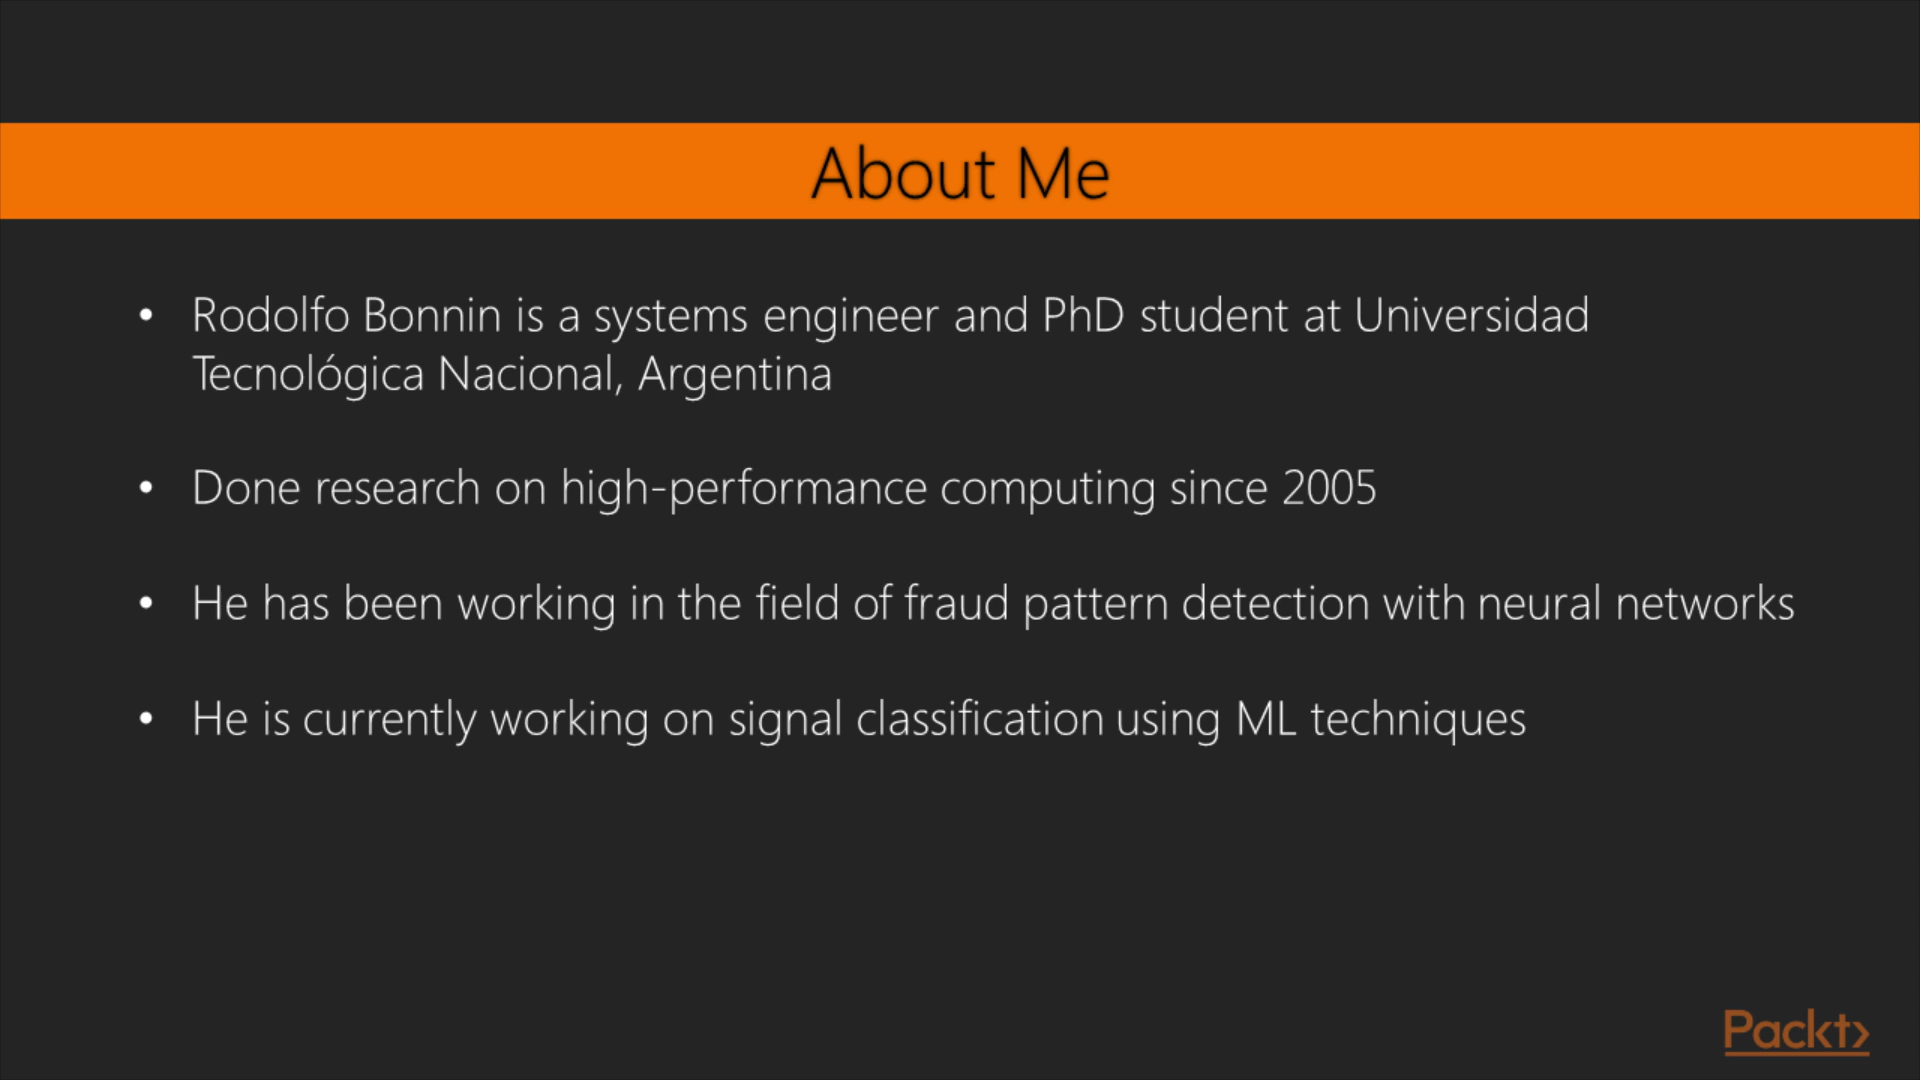 About Me
• Rodolfo Bonnin is a systems engineer and PhD student at Universidad
Tecnológica Nacional, Argentina
• Done research on high-performance computing since 2005
• He has been working in the field of fraud pattern detection with neural networks
• He is currently working on signal classification using ML techniques
Packt>